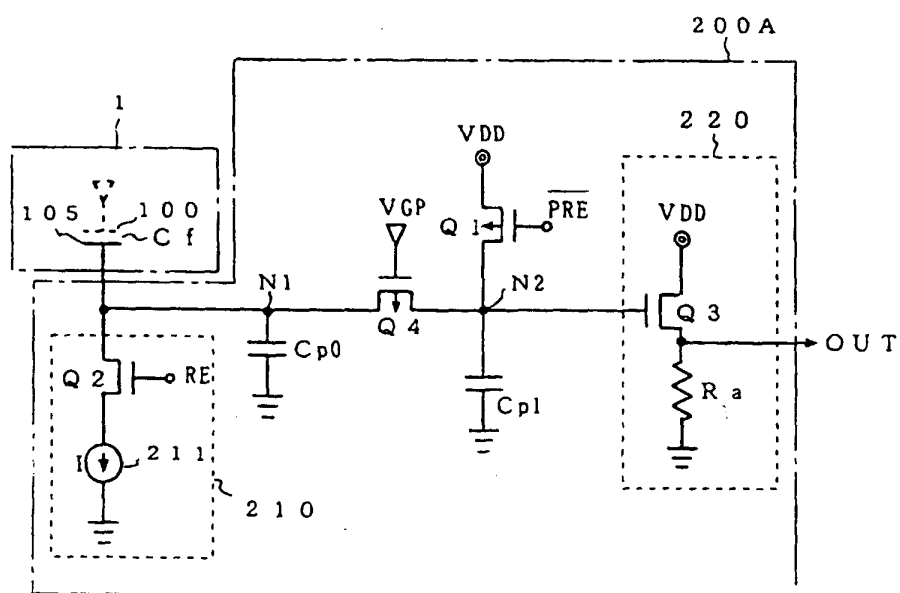 200A
1
220
VDD
VDD
PRE
100
105
Cf
VGP
Q1
N1
N2
Q4
Q3
OUT
Cp0
Q2
RE
Cp1
Ra
I
211
210